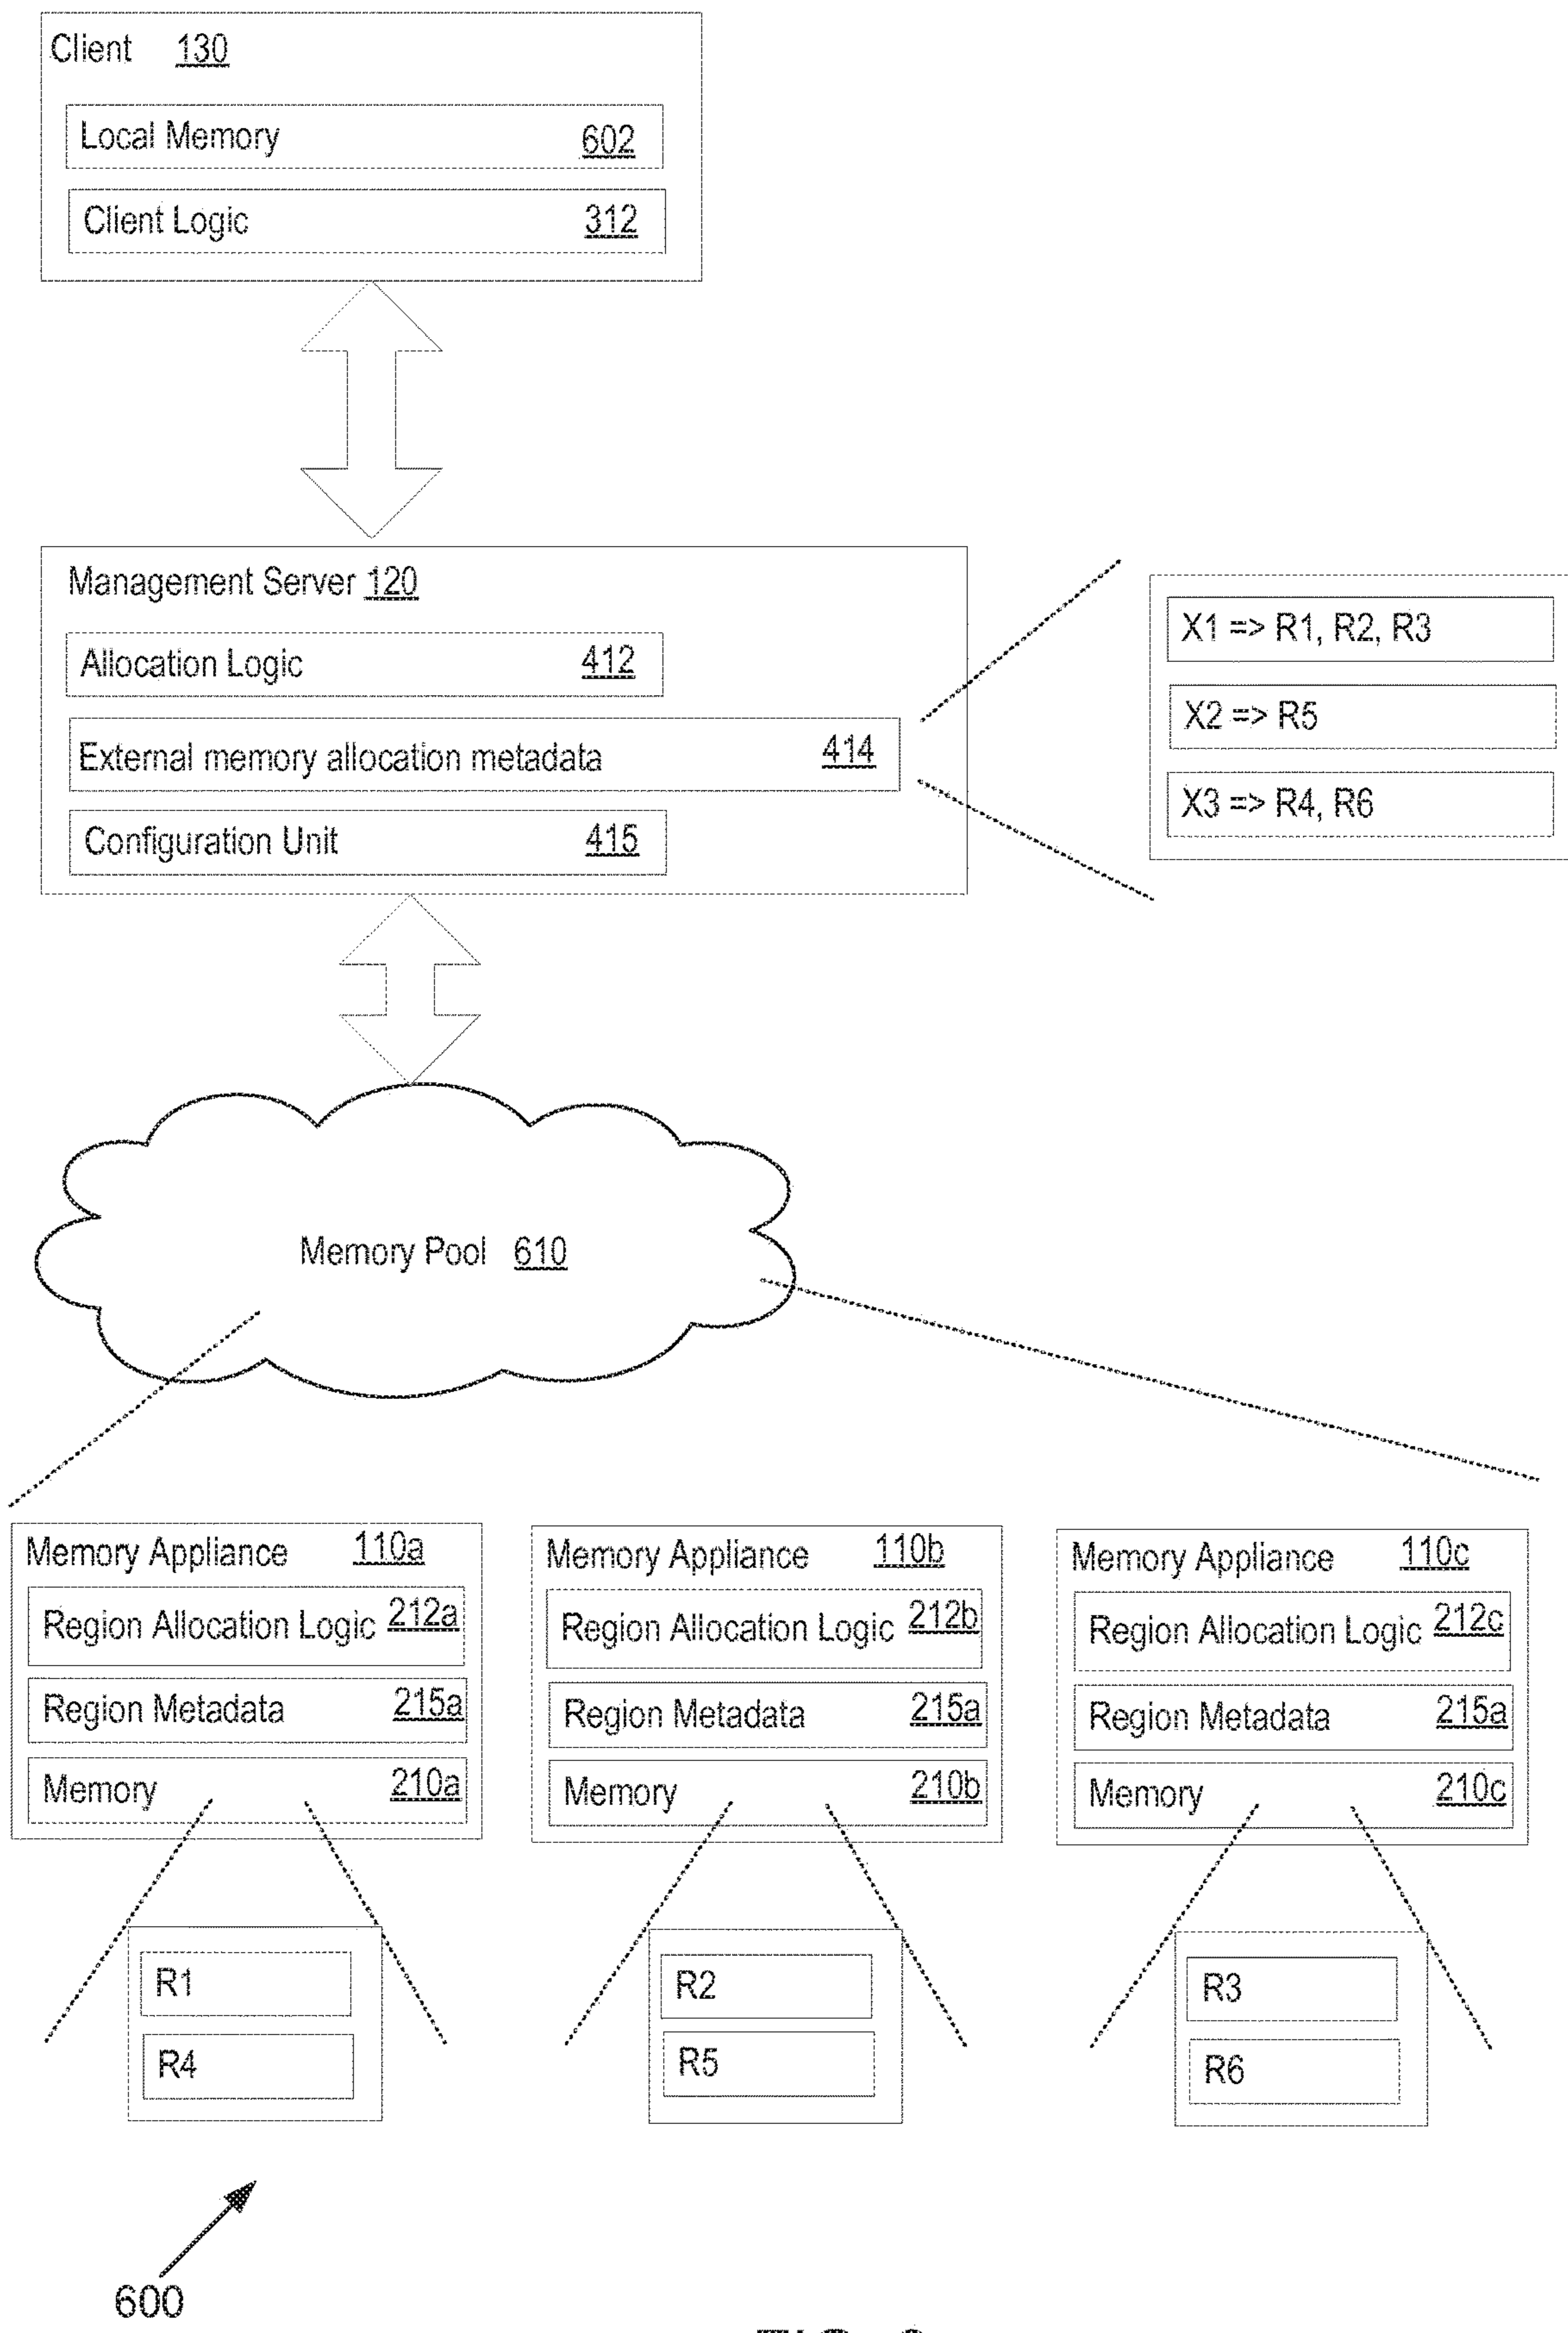 Client 130
Local Memory 602
Client Logic 312
Management Server 120
Allocation Logic 412
External memory allocation metadata 414
Configuration Unit 415
X1 => R1, R2, R3
X2 => R5
X3 => R4, R6
Memory Pool 610
Memory Appliance 110a
Region Allocation Logic 212a
Region Metadata 215a
Memory 210a
R1
R4
Memory Appliance 110b
Region Allocation Logic 212b
Region Metadata 215a
Memory 210b
R2
R5
Memory Appliance 110c
Region Allocation Logic 212c
Region Metadata 215a
Memory 210c
R3
R6
600